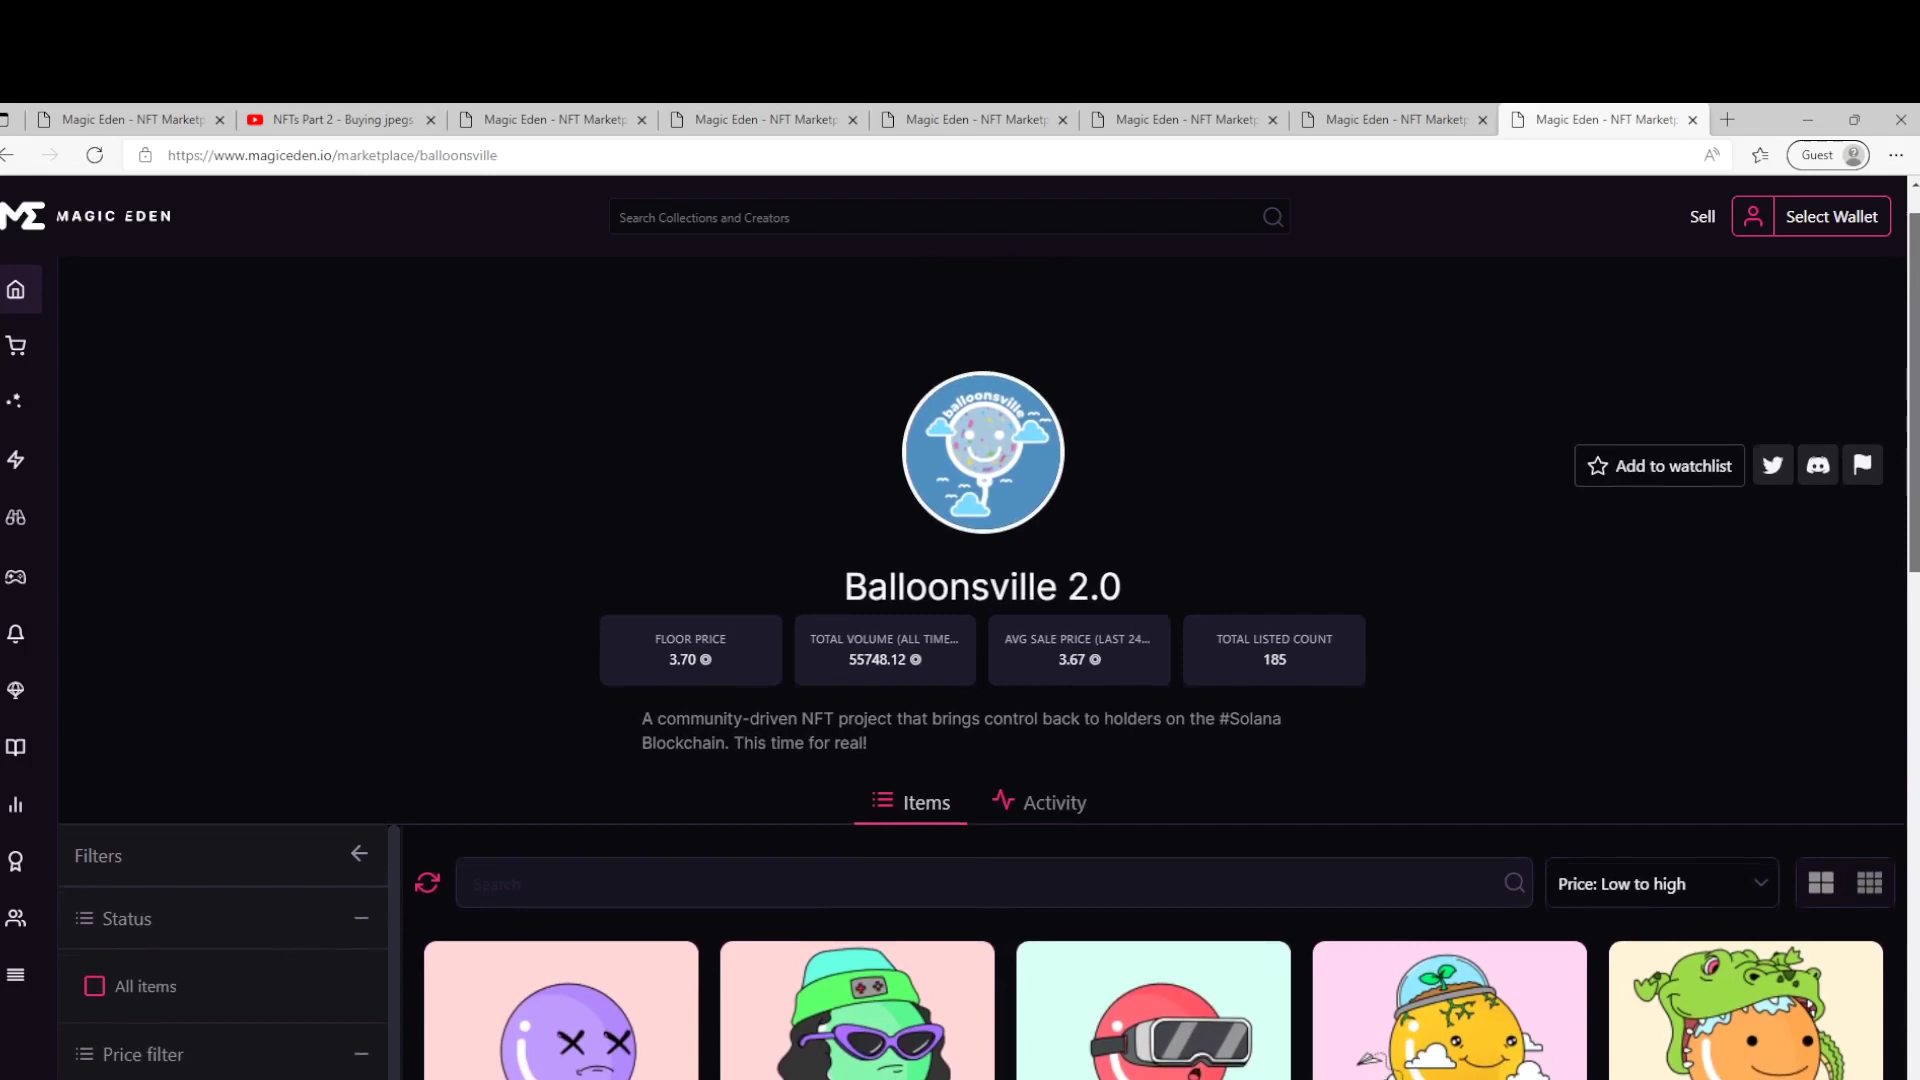 Magic Eden - NFT Marketp
NFTs Part 2 - Buying jpegs
Magic Eden - NFT Marketp
Magic Eden - NFT Marketp
Magic Eden - NFT Marketp
Magic Eden - NFT Marketp
Magic Eden - NFT Marketp
Magic Eden - NFT Marketp
https://www.magiceden.io/marketplace/balloonsville
Guest
MAGIC EDEN
Search Collections and Creators
Sell
Select Wallet
balloonsville
Add to watchlist
Balloonsville 2.0
FLOOR PRICE
3.70
TOTAL VOLUME (ALL TIME...
55748.12
AVG SALE PRICE (LAST 24...
3.67
TOTAL LISTED COUNT
185
A community-driven NFT project that brings control back to holders on the #Solana
Blockchain. This time for real!
Items
Activity
Filters
Search
Price: Low to high
Status
All items
Price filter